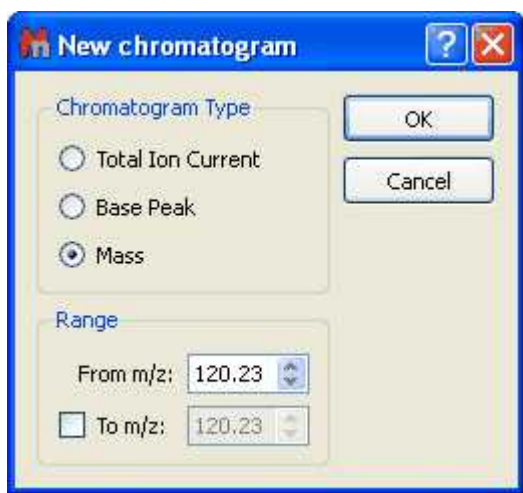 New chromatogram
Chromatogram Type
Total Ion Current
Base Peak
Mass
OK
Cancel
Range
From m/z: 120.23
To m/z: 120.23